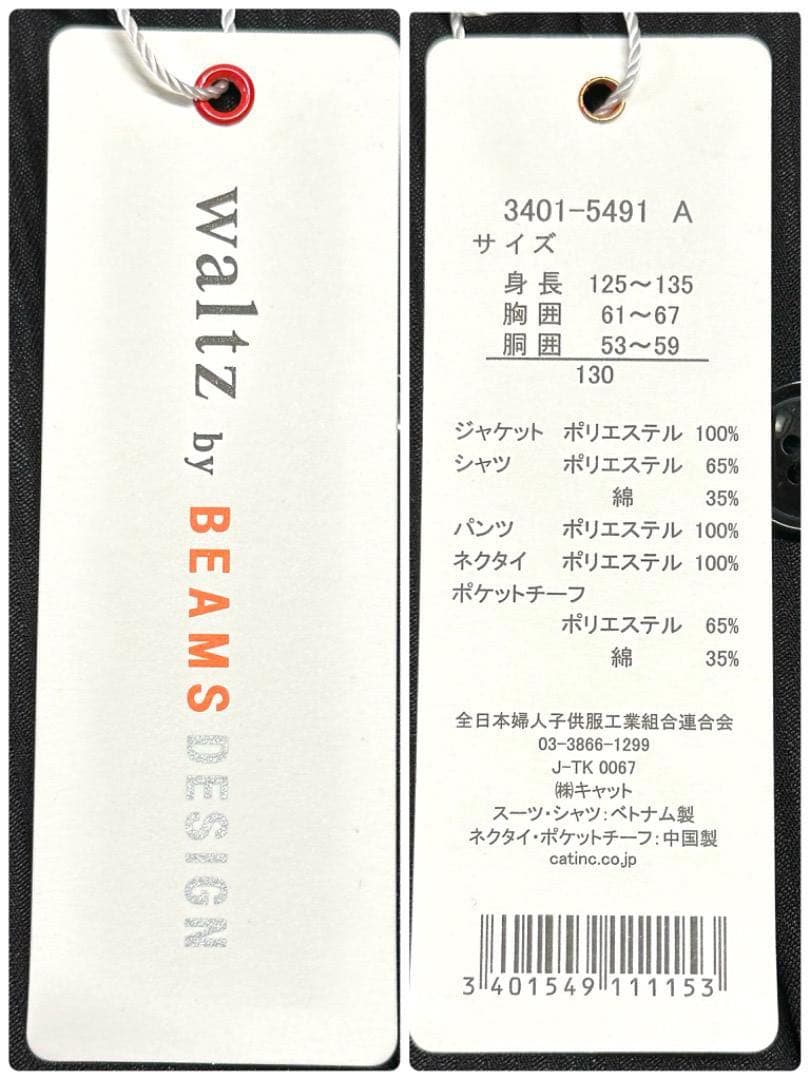 waltz by BEAMS DESIGN
3401-5491 A
サイズ
身長 125〜135
胸囲 61〜67
胴囲 53〜59
130
ジャケット ポリエステル 100%
シャツ ポリエステル 65%
綿 35%
パンツ ポリエステル 100%
ネクタイ ポリエステル 100%
ポケットチーフ
ポリエステル 65%
綿 35%
全日本婦人子供服工業組合連合会
03-3866-1299
J-TK 0067
㈱キャット
スーツ・シャツ:ベトナム製
ネクタイ・ポケットチーフ:中国製
catinc.co.jp
3 401549 111153